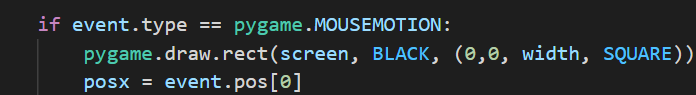 if event.type == pygame.MOUSEMOTION:
pygame.draw.rect(screen, BLACK, (0,0, width, SQUARE))
posx = event.pos[0]